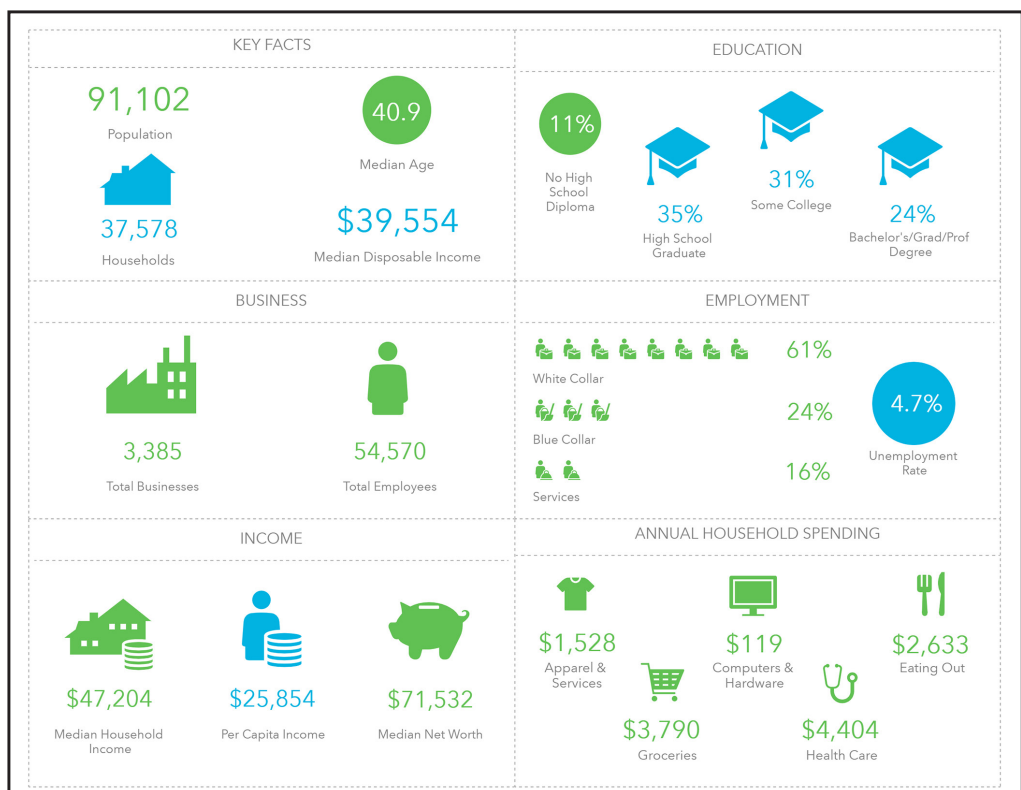 KEY FACTS
91,102
Population
40.9
Median Age
37,578
Households
$39,554
Median Disposable Income
EDUCATION
11%
No High
School
Diploma
35%
High School
Graduate
31%
Some College
24%
Bachelor's/Grad/Prof
Degree
BUSINESS
3,385
Total Businesses
54,570
Total Employees
EMPLOYMENT
61%
White Collar
24%
Blue Collar
16%
Services
4.7%
Unemployment
Rate
INCOME
$47,204
Median Household
Income
$25,854
Per Capita Income
$71,532
Median Net Worth
ANNUAL HOUSEHOLD SPENDING
$1,528
Apparel &
Services
$119
Computers &
Hardware
$2,633
Eating Out
$3,790
Groceries
$4,404
Health Care